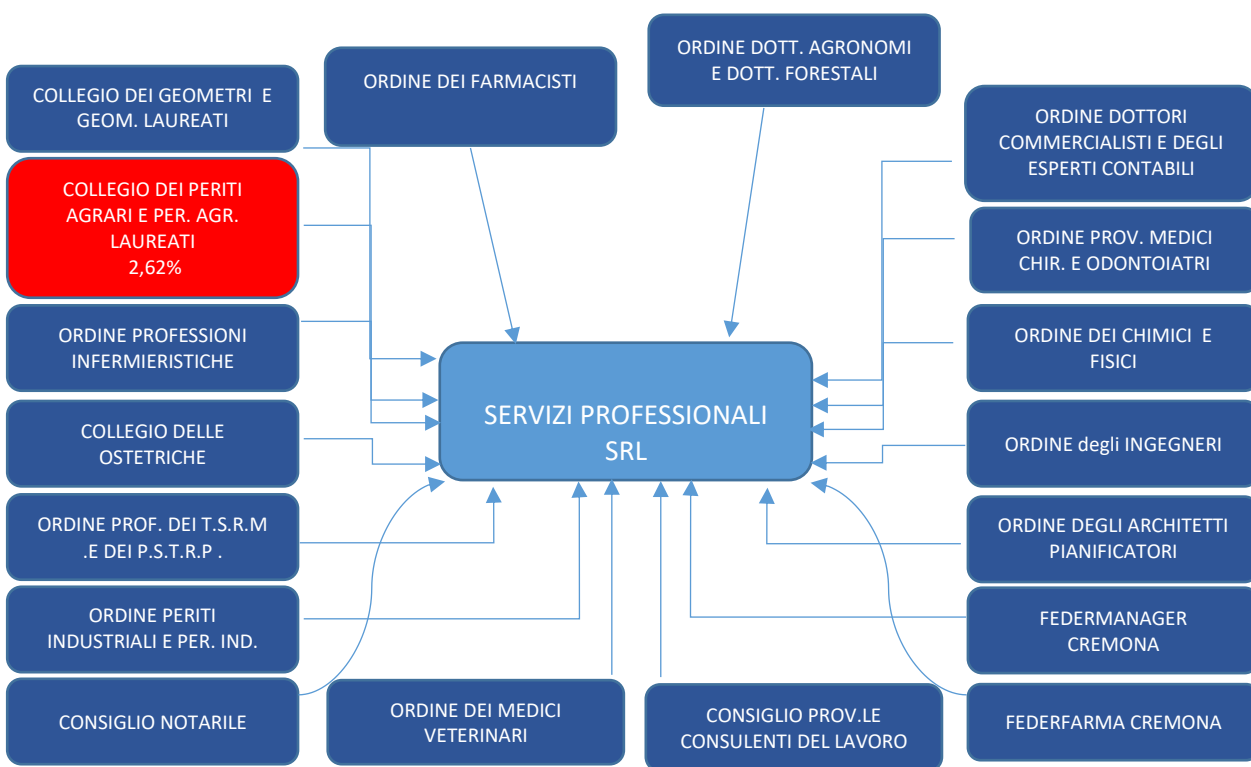 ORDINE DEI FARMACISTI
ORDINE DOTT. AGRONOMI
E DOTT. FORESTALI
COLLEGIO DEI GEOMETRI E
GEOM. LAUREATI
COLLEGIO DEI PERITI
AGRARI E PER. AGR.
LAUREATI
2,62%
ORDINE PROFESSIONI
INFERMIERISTICHE
COLLEGIO DELLE
OSTETRICHE
ORDINE PROF. DEI T.S.R.M
.E DEI P.S.T.R.P .
ORDINE PERITI
INDUSTRIALI E PER. IND.
CONSIGLIO NOTARILE
SERVIZI PROFESSIONALI
SRL
ORDINE DEI MEDICI
VETERINARI
CONSIGLIO PROV.LE
CONSULENTI DEL LAVORO
ORDINE DOTTORI
COMMERCIALISTI E DEGLI
ESPERTI CONTABILI
ORDINE PROV. MEDICI
CHIR. E ODONTOIATRI
ORDINE DEI CHIMICI E
FISICI
ORDINE degli INGEGNERI
ORDINE DEGLI ARCHITETTI
PIANIFICATORI
FEDERMANAGER
CREMONA
FEDERFARMA CREMONA